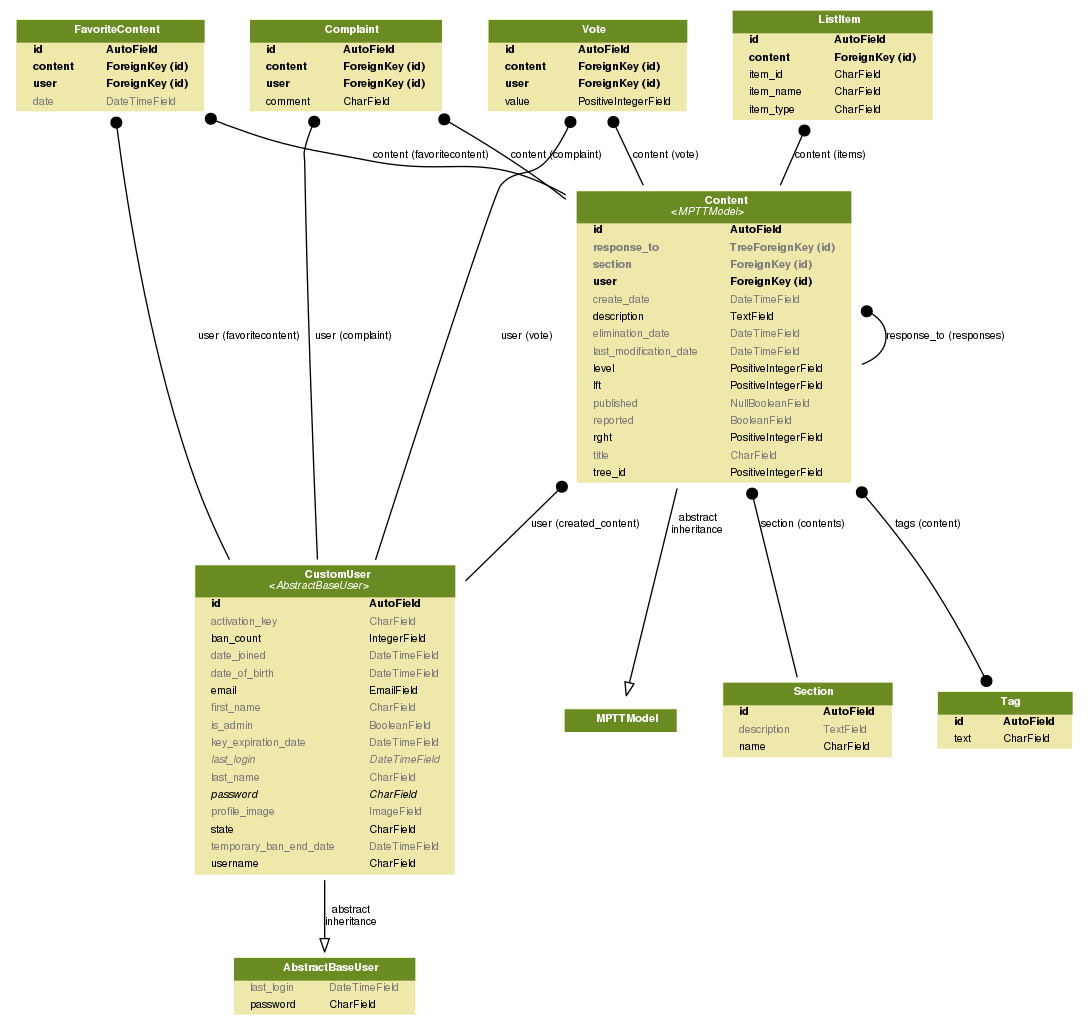 FavoriteContent
id AutoField
content ForeignKey (id)
user ForeignKey (id)
date DateTimeField
Complaint
id AutoField
content ForeignKey (id)
user ForeignKey (id)
comment CharField
Vote
id AutoField
content ForeignKey (id)
user ForeignKey (id)
value PositiveIntegerField
ListItem
id AutoField
content ForeignKey (id)
item_id CharField
item_name CharField
item_type CharField
content (favoritecontent)
content (complaint)
content (vote)
content (items)
Content
<MPTTModel>
id AutoField
response_to TreeForeignKey (id)
section ForeignKey (id)
user ForeignKey (id)
create_date DateTimeField
description TextField
elimination_date DateTimeField
last_modification_date DateTimeField
level PositiveIntegerField
lft PositiveIntegerField
published NullBooleanField
reported BooleanField
rght PositiveIntegerField
title CharField
tree_id PositiveIntegerField
response_to (responses)
user (favoritecontent)
user (complaint)
user (vote)
user (created_content)
abstract
inheritance
section (contents)
tags (content)
CustomUser
<AbstractBaseUser>
id AutoField
activation_key CharField
ban_count IntegerField
date_joined DateTimeField
date_of_birth DateTimeField
email EmailField
first_name CharField
is_admin BooleanField
key_expiration_date DateTimeField
last_login DateTimeField
last_name CharField
password CharField
profile_image ImageField
state CharField
temporary_ban_end_date DateTimeField
username CharField
MPTTModel
Section
id AutoField
description TextField
name CharField
Tag
id AutoField
text CharField
abstract
inheritance
AbstractBaseUser
last_login DateTimeField
password CharField